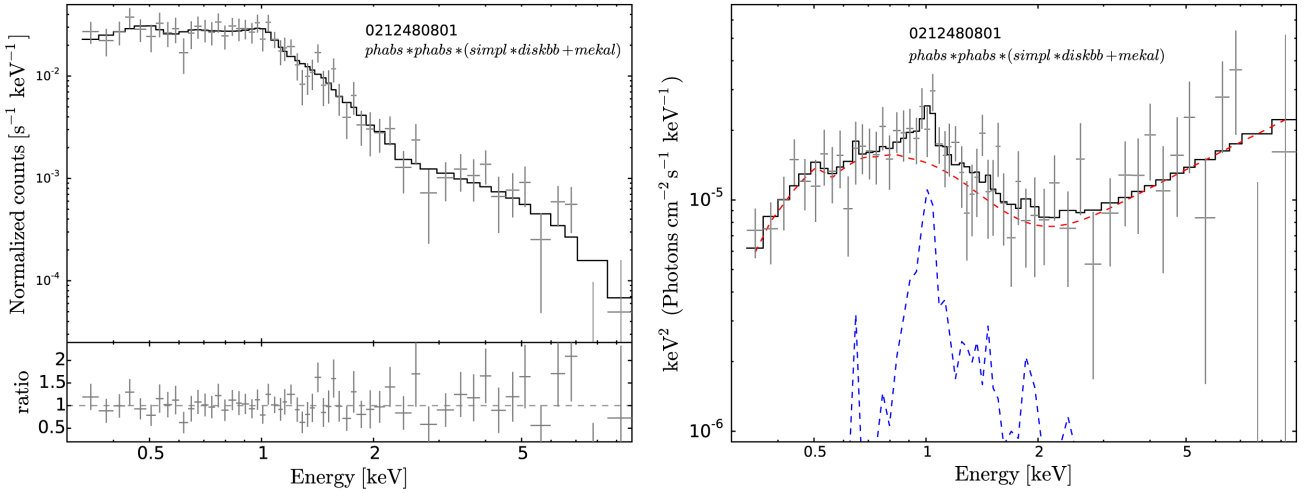 0212480801
phabs∗phabs∗(simpl∗diskbb+mekal)
Normalized counts [s⁻¹ keV⁻¹]
10⁻²
10⁻³
10⁻⁴
ratio
2
1.5
1
0.5
0.5 1 2 5
Energy [keV]
0212480801
phabs∗phabs∗(simpl∗diskbb+mekal)
keV² (Photons cm⁻² s⁻¹ keV⁻¹)
10⁻⁵
10⁻⁶
0.5 1 2 5
Energy [keV]